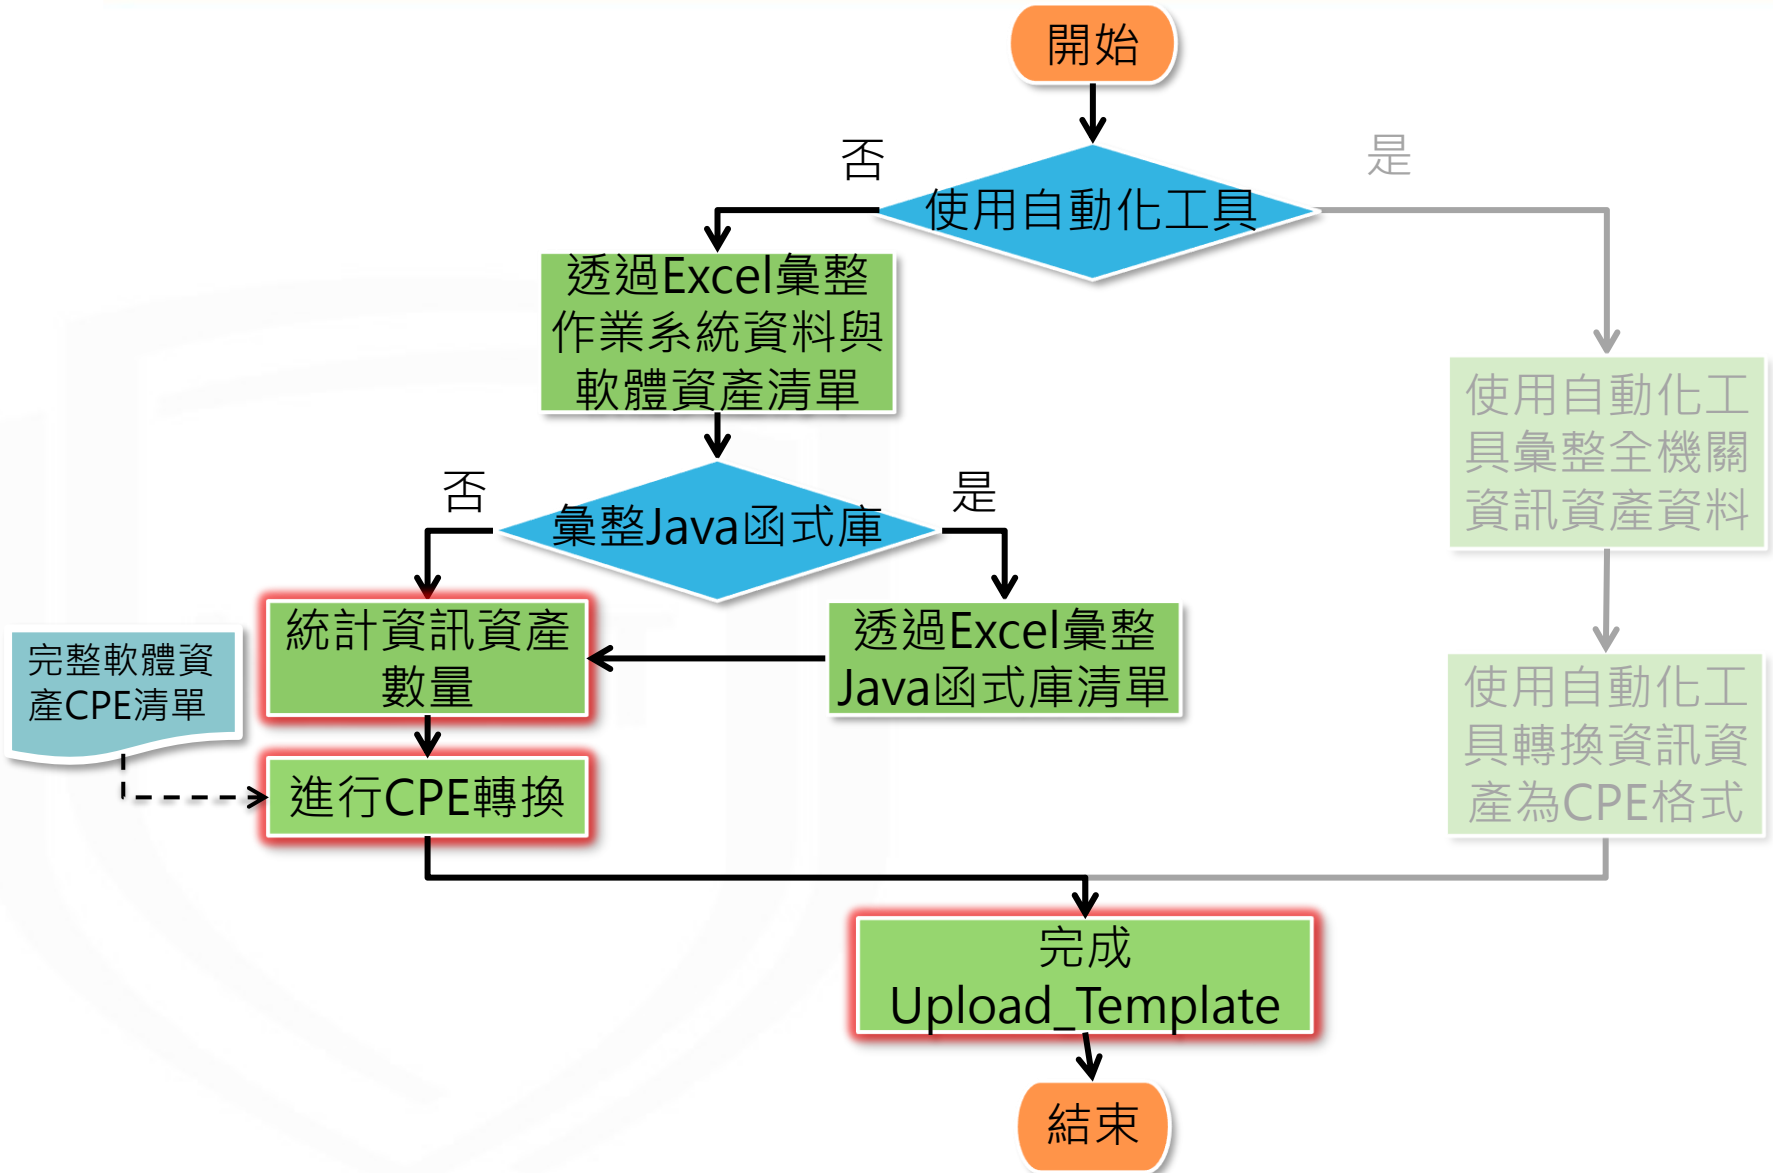 開始
否
是
使用自動化工具
透過Excel彙整
作業系統資料與
軟體資產清單
使用自動化工
具彙整全機關
資訊資產資料
否
是
彙整Java函式庫
統計資訊資產
數量
透過Excel彙整
Java函式庫清單
完整軟體資
產CPE清單
進行CPE轉換
使用自動化工
具轉換資訊資
產為CPE格式
完成
Upload_Template
結束